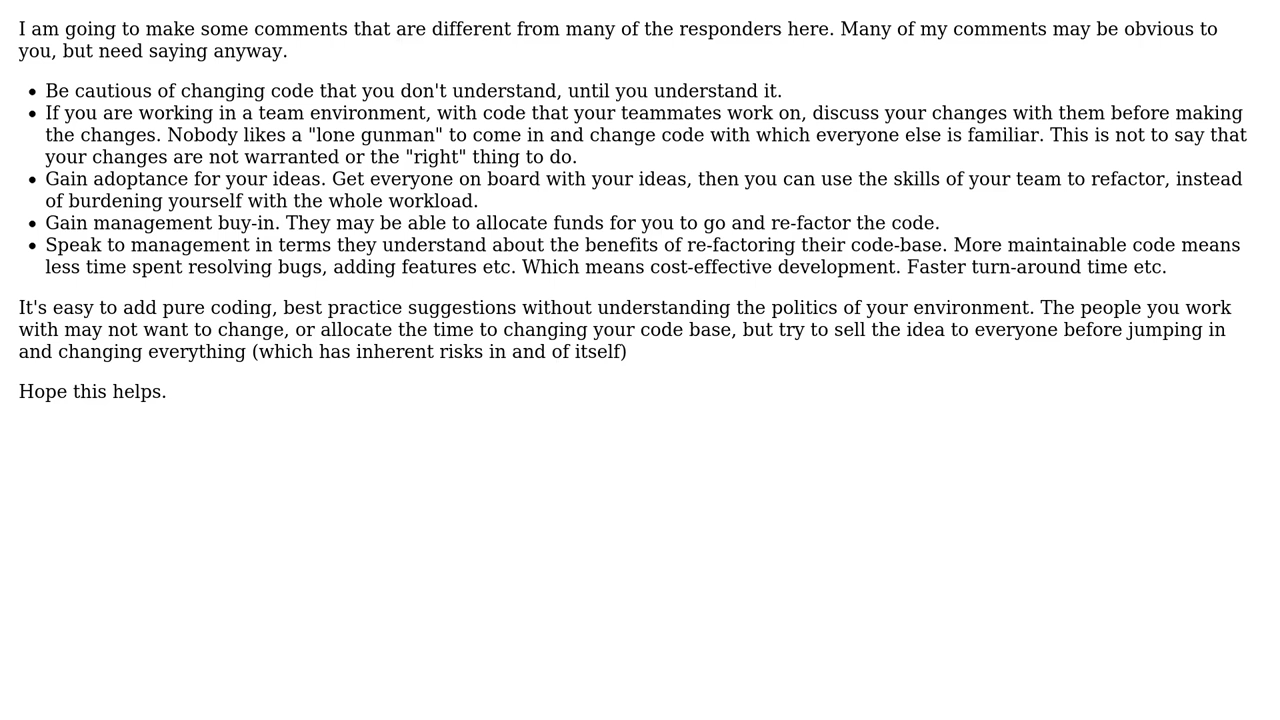 I am going to make some comments that are different from many of the responders here. Many of my comments may be obvious to
you, but need saying anyway.
• Be cautious of changing code that you don't understand, until you understand it.
• If you are working in a team environment, with code that your teammates work on, discuss your changes with them before making
the changes. Nobody likes a "lone gunman" to come in and change code with which everyone else is familiar. This is not to say that
your changes are not warranted or the "right" thing to do.
• Gain adoptance for your ideas. Get everyone on board with your ideas, then you can use the skills of your team to refactor, instead
of burdening yourself with the whole workload.
• Gain management buy-in. They may be able to allocate funds for you to go and re-factor the code.
• Speak to management in terms they understand about the benefits of re-factoring their code-base. More maintainable code means
less time spent resolving bugs, adding features etc. Which means cost-effective development. Faster turn-around time etc.
It's easy to add pure coding, best practice suggestions without understanding the politics of your environment. The people you work
with may not want to change, or allocate the time to changing your code base, but try to sell the idea to everyone before jumping in
and changing everything (which has inherent risks in and of itself)
Hope this helps.